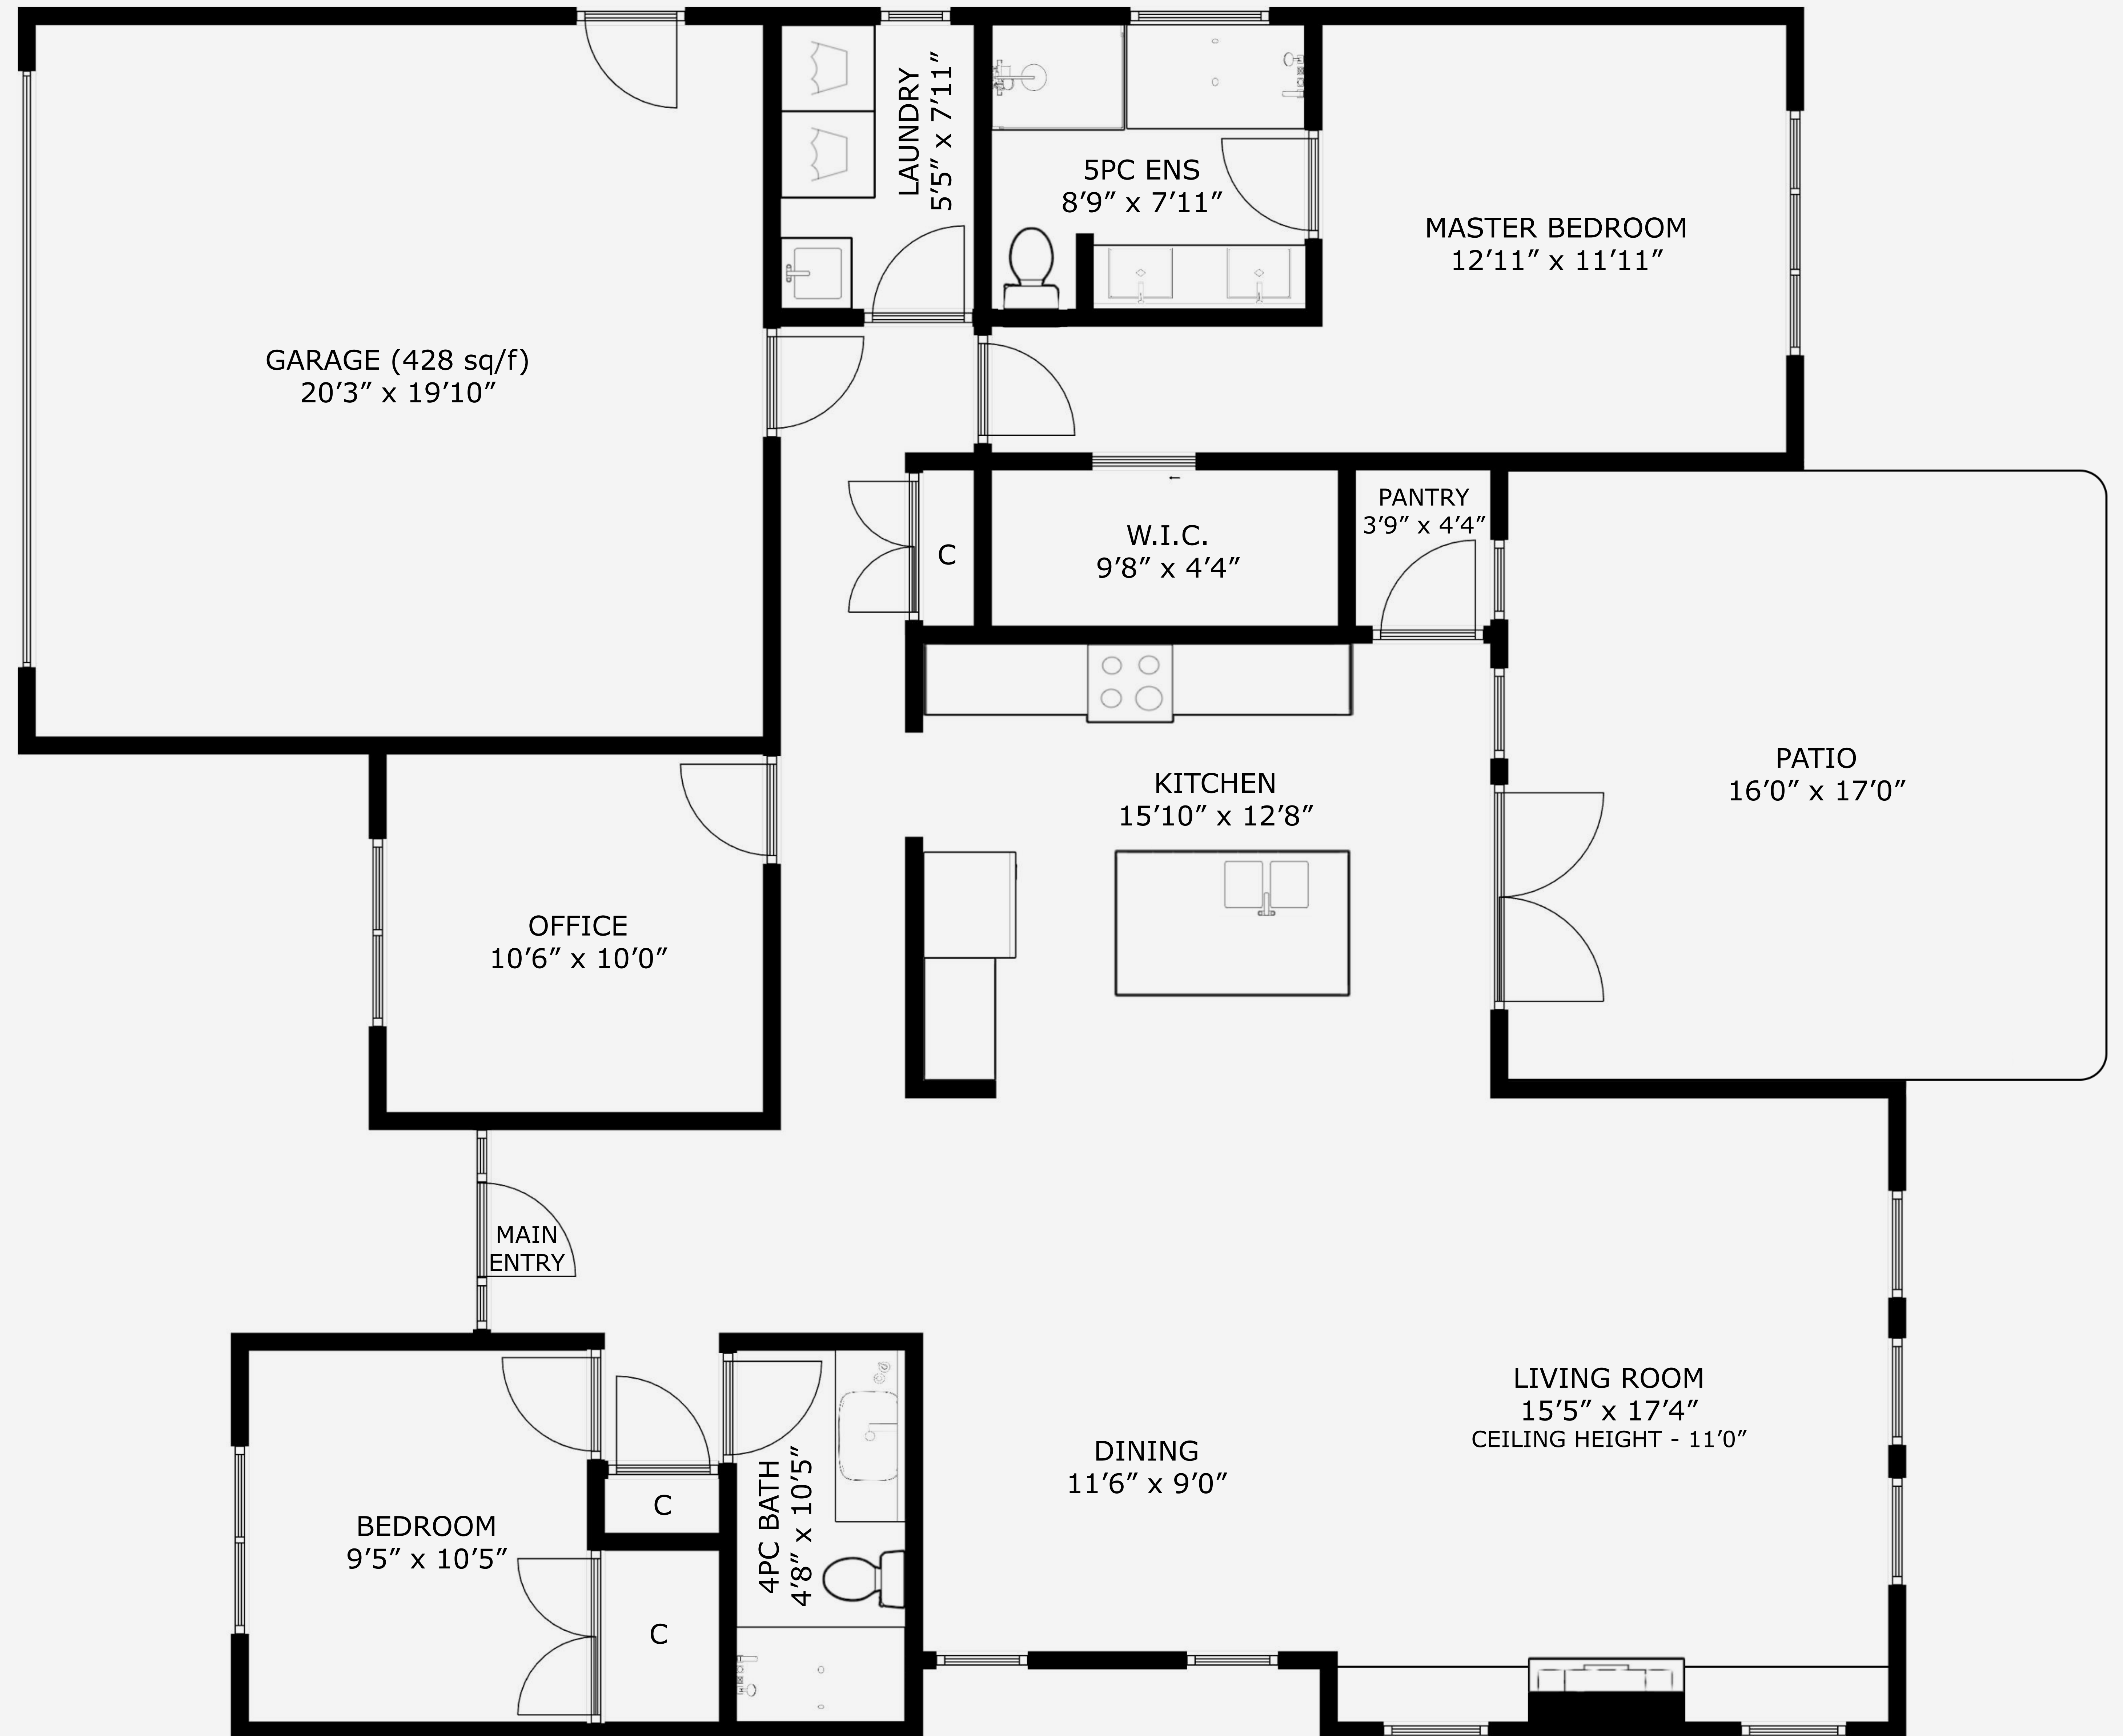 LAUNDRY
5’5” x 7’11”
5PC ENS
8’9” x 7’11”
MASTER BEDROOM
12’11” x 11’11”
GARAGE (428 sq/f)
20’3” x 19’10”
PANTRY
3’9” x 4’4”
W.I.C.
9’8” x 4’4”
C
KITCHEN
15’10” x 12’8”
PATIO
16’0” x 17’0”
OFFICE
10’6” x 10’0”
MAIN
ENTRY
LIVING ROOM
15’5” x 17’4”
CEILING HEIGHT - 11’0”
DINING
11’6” x 9’0”
4PC BATH
4’8” x 10’5”
C
BEDROOM
9’5” x 10’5”
C